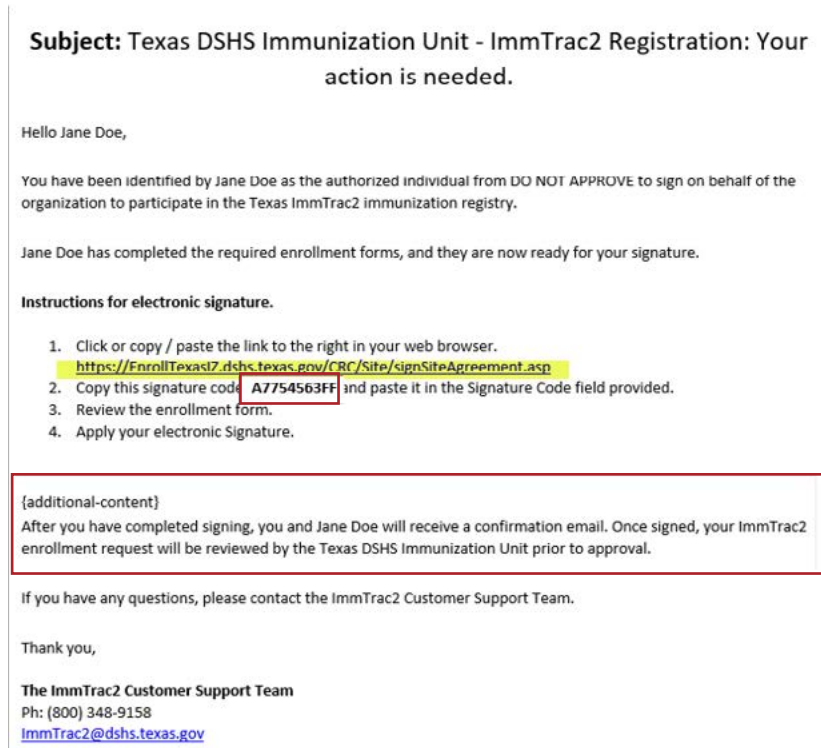 Subject: Texas DSHS Immunization Unit - ImmTrac2 Registration: Your
action is needed.
Hello Jane Doe,
You have been identified by Jane Doe as the authorized individual from DO NOT APPROVE to sign on behalf of the
organization to participate in the Texas ImmTrac2 immunization registry.
Jane Doe has completed the required enrollment forms, and they are now ready for your signature.
Instructions for electronic signature.
1. Click or copy / paste the link to the right in your web browser.
https://EnrollTexasIZ.dshs.texas.gov/CRC/Site/signSiteAgreement.asp
2. Copy this signature code A7754563FF and paste it in the Signature Code field provided.
3. Review the enrollment form.
4. Apply your electronic Signature.
{additional-content}
After you have completed signing, you and Jane Doe will receive a confirmation email. Once signed, your ImmTrac2
enrollment request will be reviewed by the Texas DSHS Immunization Unit prior to approval.
If you have any questions, please contact the ImmTrac2 Customer Support Team.
Thank you,
The ImmTrac2 Customer Support Team
Ph: (800) 348-9158
ImmTrac2@dshs.texas.gov